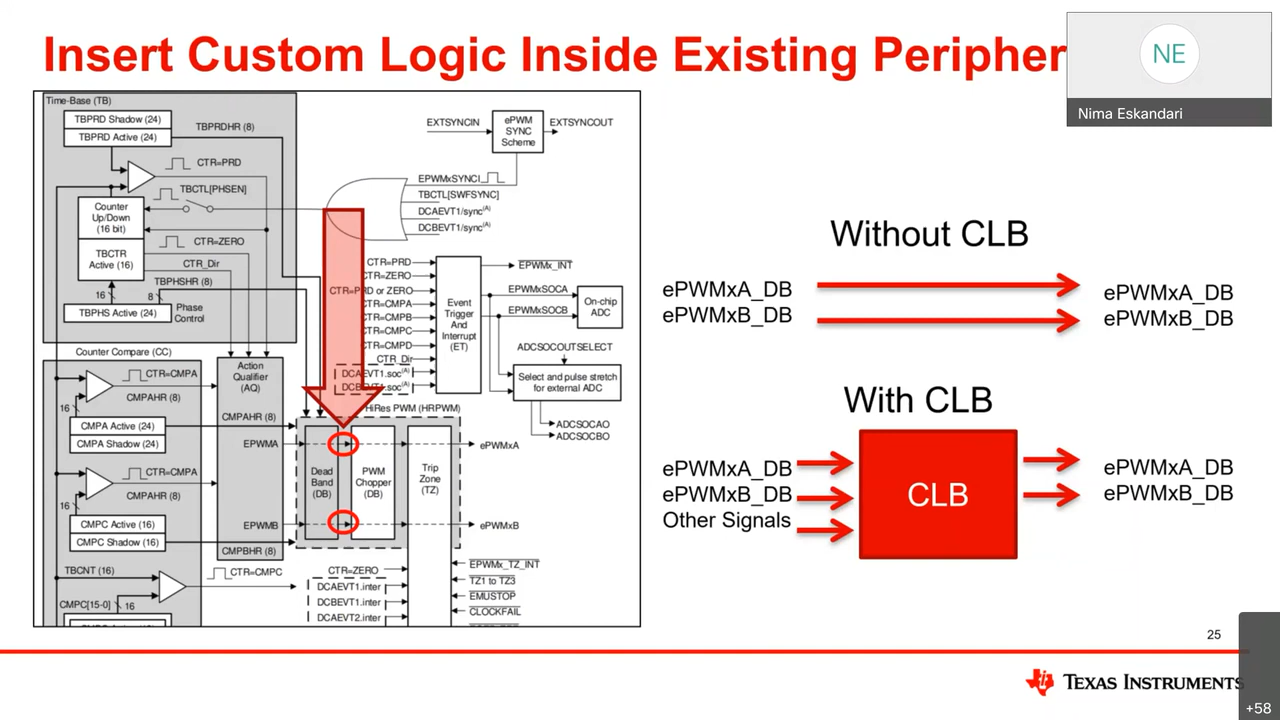 Insert Custom Logic Inside Existing Peripher
NE
Nima Eskandari
Time-Base (TB)
TBPRD Shadow (24)
TBPRD Active (24)
TBPRDHR (8)
CTR=PRD
TBCTL[PHSEN]
Counter
Up/Down
(16 bit)
CTR=ZERO
TBCTR
Active (16)
CTR_Dir
TBPHSHR (8)
16
8
TBPHS Active (24)
Phase
Control
EXTSYNCIN
ePWM
SYNC
Scheme
EXTSYNCOUT
EPWMxSYNCI
TBCTL[SWFSYNC]
DCAEVT1/sync(A)
DCBEVT1/sync(A)
CTR=PRD
CTR=ZERO
CTR=PRD or ZERO
CTR=CMPA
CTR=CMPB
CTR=CMPC
CTR=CMPD
CTR_Dir
DCAEVT1.soc(A)
DCBEVT1.soc(A)
Event
Trigger
And
Interrupt
(ET)
EPWMx_INT
EPWMxSOCA
EPWMxSOCB
On-chip
ADC
ADCSOCOUTSELECT
Select and pulse stretch
for external ADC
ADCSOCAO
ADCSOCBO
Counter Compare (CC)
CTR=CMPA
16
CMPAHR (8)
CMPA Active (24)
CMPA Shadow (24)
CTR=CMPA
16
CMPAHR (8)
CMPC Active (16)
CMPC Shadow (16)
TBCNT (16)
CTR=CMPC
CMPC[15-0]
16
Action
Qualifier
(AQ)
CMPAHR (8)
EPWMA
EPWMB
CMPBHR (8)
HiRes PWM (HRPWM)
Dead
Band
(DB)
PWM
Chopper
(DB)
Trip
Zone
(TZ)
ePWMxA
ePWMxB
CTR=ZERO
DCAEVT1.inter
DCBEVT1.inter
DCAEVT2.inter
EPWMx_TZ_INT
TZ1 to TZ3
EMUSTOP
CLOCKFAIL
Without CLB
ePWMxA_DB
ePWMxB_DB
ePWMxA_DB
ePWMxB_DB
With CLB
ePWMxA_DB
ePWMxB_DB
Other Signals
CLB
ePWMxA_DB
ePWMxB_DB
25
TEXAS INSTRUMENTS
+58